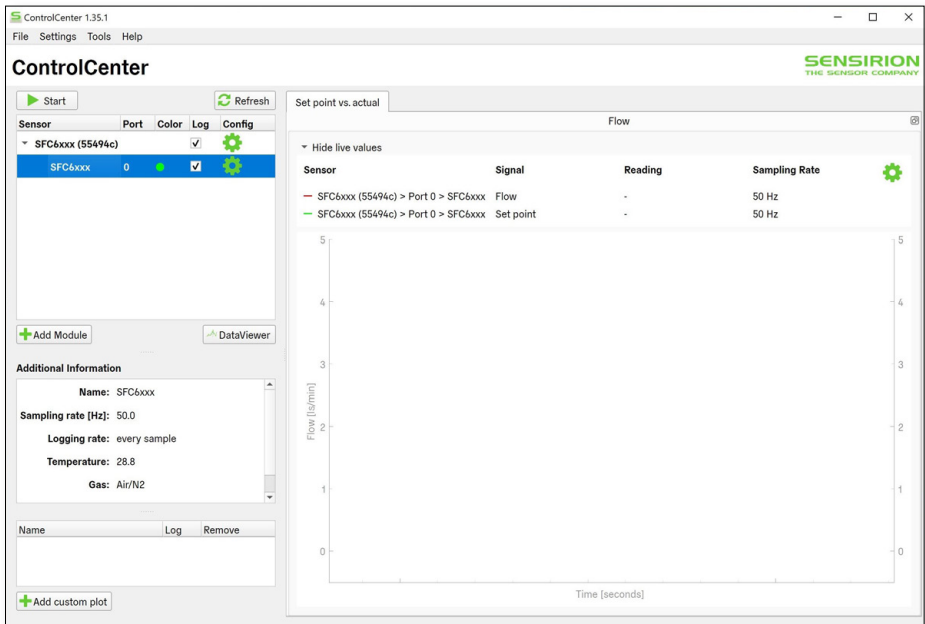 ControlCenter 1.35.1
File Settings Tools Help
ControlCenter
SENSIRION
THE SENSOR COMPANY
Start
Refresh
Sensor Port Color Log Config
SFC6xxx (55494c)
SFC6xxx 0
Add Module
DataViewer
Additional Information
Name: SFC6xxx
Sampling rate [Hz]: 50.0
Logging rate: every sample
Temperature: 28.8
Gas: Air/N2
Name Log Remove
Add custom plot
Set point vs. actual
Flow
Hide live values
Sensor Signal Reading Sampling Rate
SFC6xxx (55494c) > Port 0 > SFC6xxx Flow - 50 Hz
SFC6xxx (55494c) > Port 0 > SFC6xxx Set point - 50 Hz
5 5
4 4
3 3
2 2
1 1
0 0
Flow [ls/min]
Time [seconds]